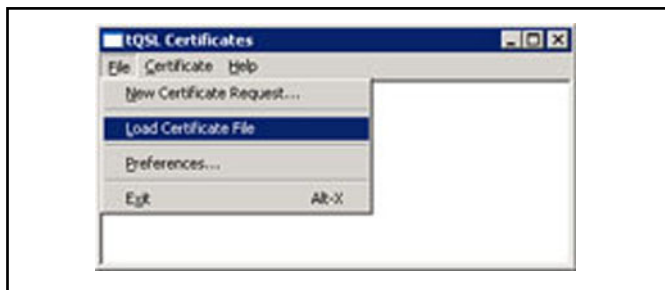 tQSL Certificates
File Certificate Help
New Certificate Request...
Load Certificate File
Preferences...
Exit Alt-X